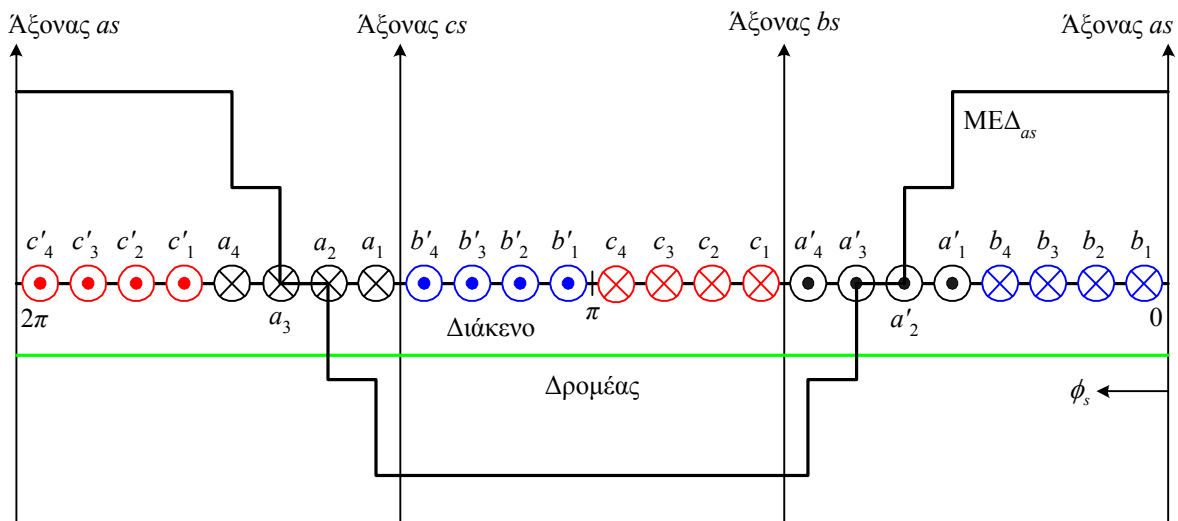 Άξονας as Άξονας cs Άξονας bs Άξονας as
ΜΕΔas
c′4 c′3 c′2 c′1 a4 a2 a1 b′4 b′3 b′2 b′1 c4 c3 c2 c1 a′4 a′3 a′1 b4 b3 b2 b1
2π a3 π a′2 0
Διάκενο
Δρομέας
ϕs